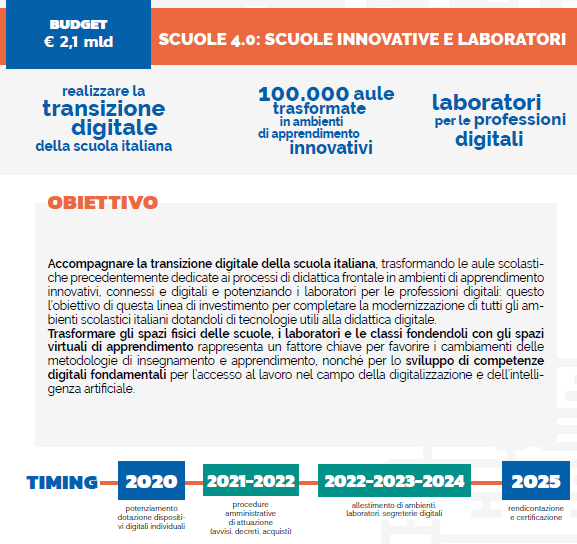 BUDGET
€ 2,1 mld
SCUOLE 4.0: SCUOLE INNOVATIVE E LABORATORI
realizzare la
transizione
digitale
della scuola italiana
100.000 aule
trasformate
in ambienti
di apprendimento
innovativi
laboratori
per le professioni
digitali
OBIETTIVO
Accompagnare la transizione digitale della scuola italiana, trasformando le aule scolasti-
che precedentemente dedicate ai processi di didattica frontale in ambienti di apprendimento
innovativi, connessi e digitali e potenziando i laboratori per le professioni digitali: questo
l'obiettivo di questa linea di investimento per completare la modernizzazione di tutti gli am-
bienti scolastici italiani dotandoli di tecnologie utili alla didattica digitale.
Trasformare gli spazi fisici delle scuole, i laboratori e le classi fondendoli con gli spazi
virtuali di apprendimento rappresenta un fattore chiave per favorire i cambiamenti delle
metodologie di insegnamento e apprendimento, nonché per lo sviluppo di competenze
digitali fondamentali per l'accesso al lavoro nel campo della digitalizzazione e dell'intelli-
genza artificiale.
TIMING
2020
potenziamento
dotazione dispositi-
vi digitali individuali
2021-2022
procedure
amministrative
di attuazione
(avvisi, decreti, acquisti)
2022-2023-2024
allestimento di ambienti,
laboratori, segreterie digitali
2025
rendicontazione
e certificazione